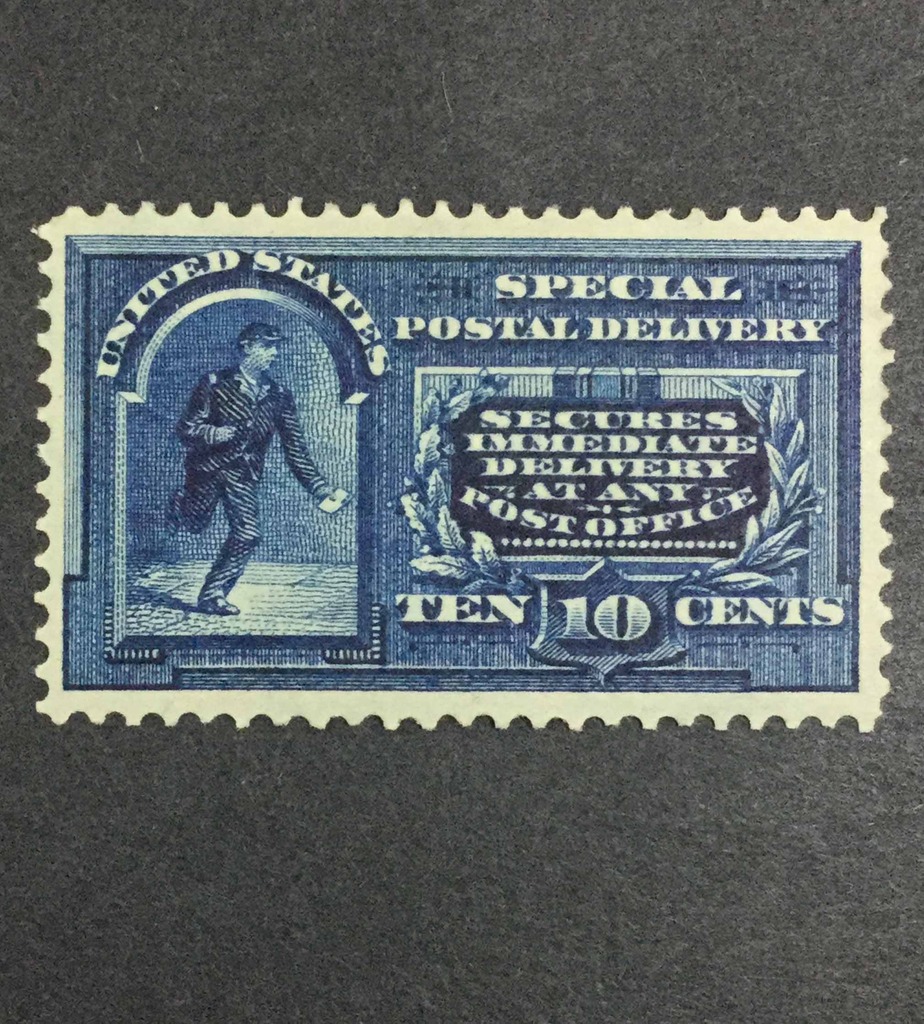 UNITED STATES
SPECIAL
POSTAL DELIVERY
SECURES
IMMEDIATE
DELIVERY
AT ANY
POST OFFICE
TEN 10 CENTS